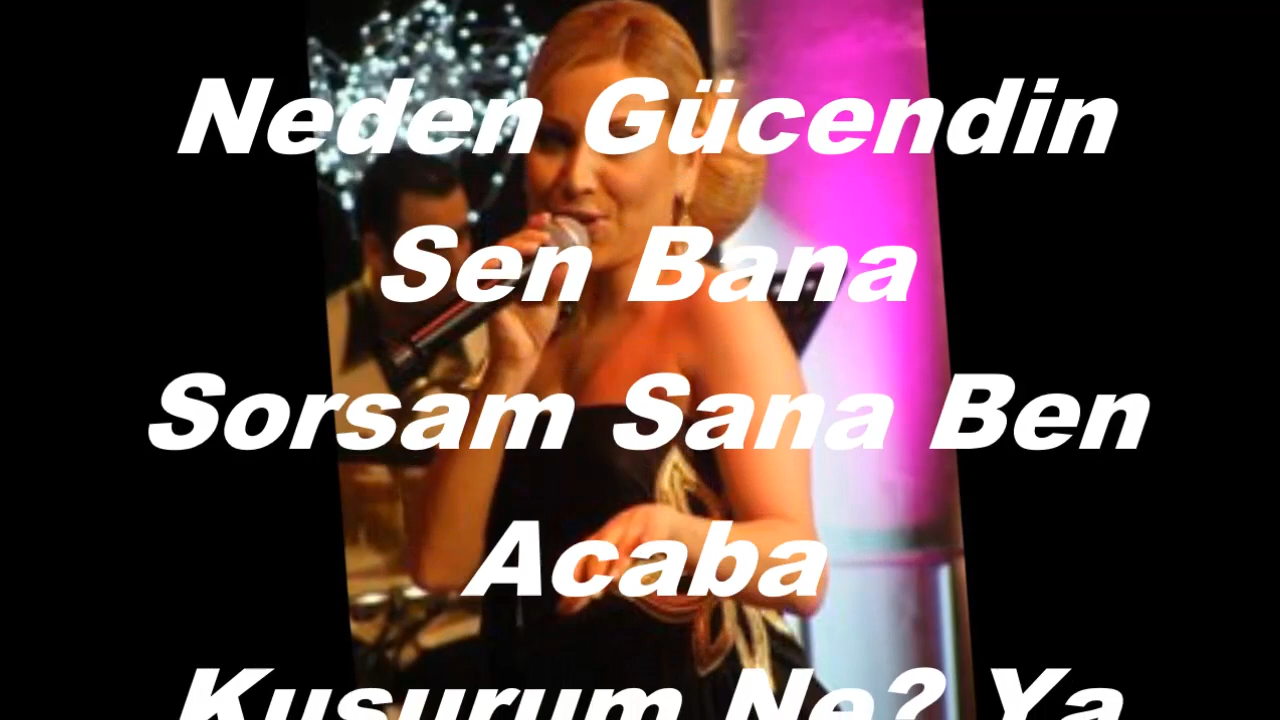 Neden Gücendin
Sen Bana
Sorsam Sana Ben
Acaba
Kusurum Ne? Ya